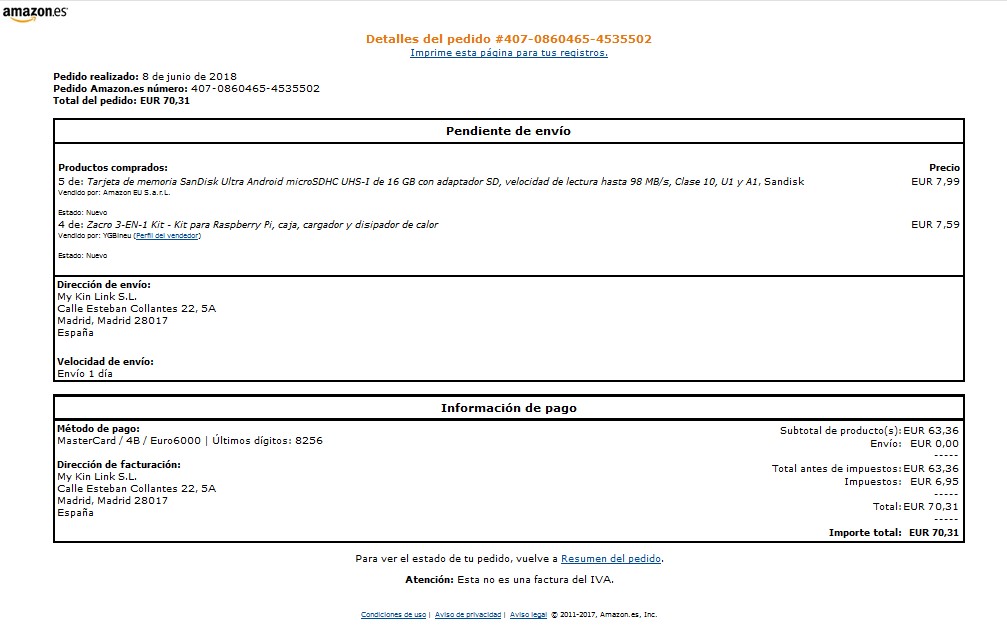 amazon.es
Detalles del pedido #407-0860465-4535502
Imprime esta página para tus registros.
Pedido realizado: 8 de junio de 2018
Pedido Amazon.es número: 407-0860465-4535502
Total del pedido: EUR 70,31
Pendiente de envío
Productos comprados: Precio
5 de: Tarjeta de memoria SanDisk Ultra Android microSDHC UHS-I de 16 GB con adaptador SD, velocidad de lectura hasta 98 MB/s, Clase 10, U1 y A1, Sandisk EUR 7,99
Vendido por: Amazon EU S.a.r.L.
Estado: Nuevo
4 de: Zacro 3-EN-1 Kit - Kit para Raspberry Pi, caja, cargador y disipador de calor EUR 7,59
Vendido por: YGBineu (Perfil del vendedor)
Estado: Nuevo
Dirección de envío:
My Kin Link S.L.
Calle Esteban Collantes 22, 5A
Madrid, Madrid 28017
España
Velocidad de envío:
Envío 1 día
Información de pago
Método de pago:
MasterCard / 4B / Euro6000 | Últimos dígitos: 8256
Dirección de facturación:
My Kin Link S.L.
Calle Esteban Collantes 22, 5A
Madrid, Madrid 28017
España
Subtotal de producto(s): EUR 63,36
Envío: EUR 0,00
-----
Total antes de impuestos: EUR 63,36
Impuestos: EUR 6,95
-----
Total: EUR 70,31
-----
Importe total: EUR 70,31
Para ver el estado de tu pedido, vuelve a Resumen del pedido.
Atención: Esta no es una factura del IVA.
Condiciones de uso | Aviso de privacidad | Aviso legal © 2011-2017, Amazon.es, Inc.